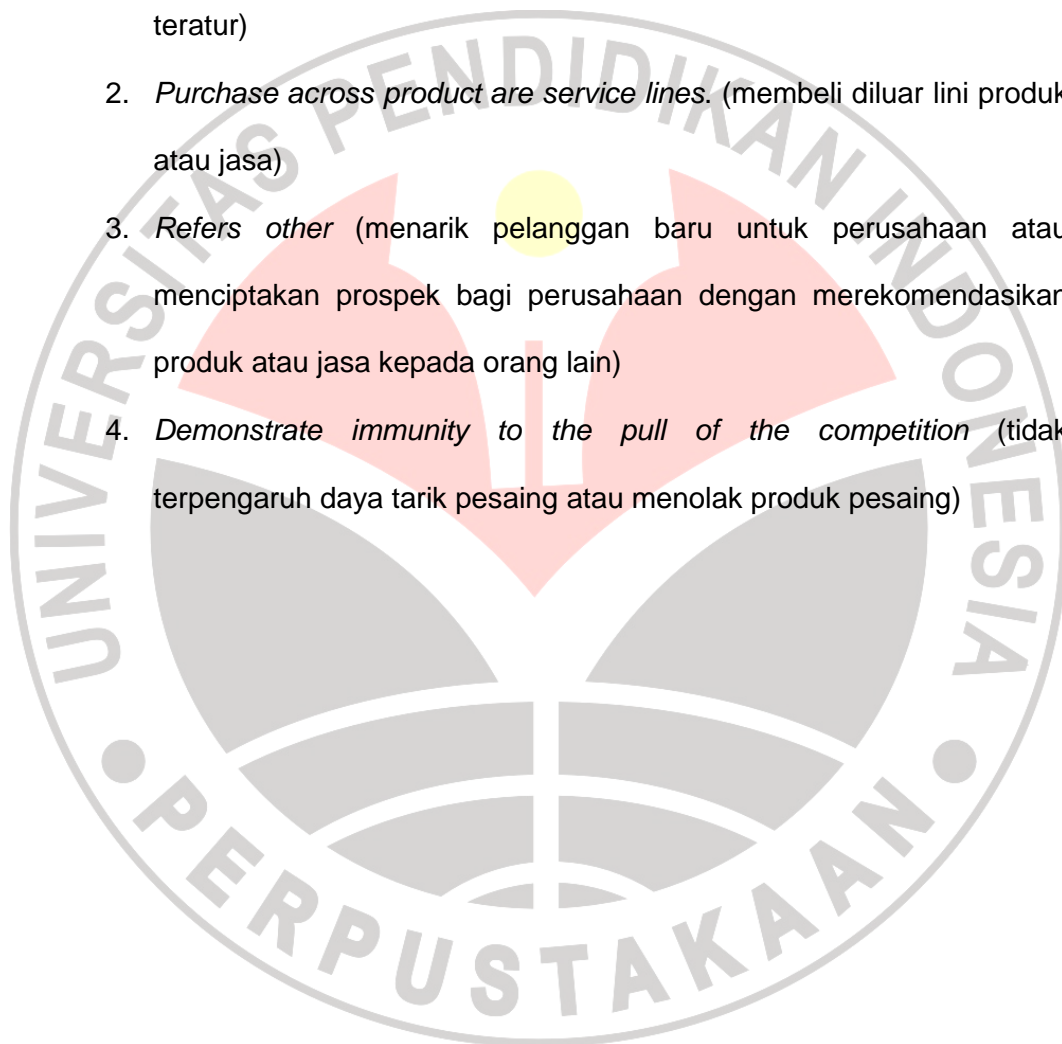 teratur)
2. Purchase across product are service lines. (membeli diluar lini produk
atau jasa)
3. Refers other (menarik pelanggan baru untuk perusahaan atau
menciptakan prospek bagi perusahaan dengan merekomendasikan
produk atau jasa kepada orang lain)
4. Demonstrate immunity to the pull of the competition (tidak
terpengaruh daya tarik pesaing atau menolak produk pesaing)
UNIVERSITAS PENDIDIKAN INDONESIA
PERPUSTAKAAN